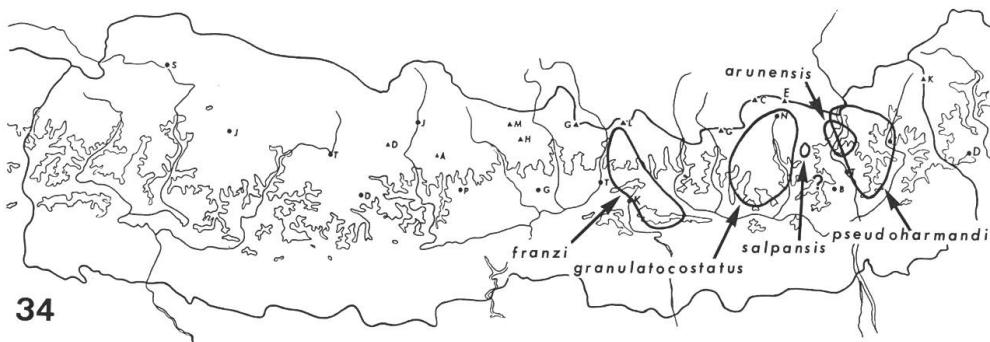 S
J
T
D
J
A
D
P
M
H
G
G
T
L
K
G
C
E
N
?
B
K
D
arunensis
franzi
granulatocostatus
salpansis
pseudoharmandi
34